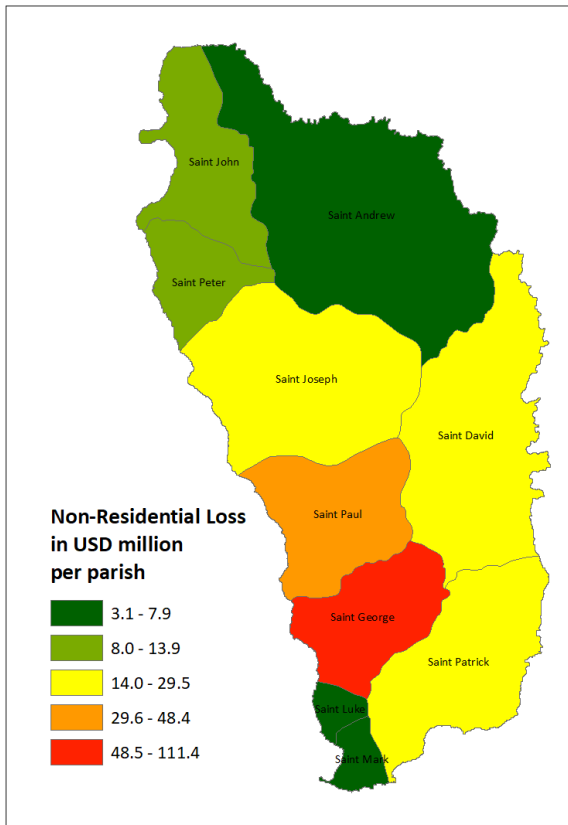 Saint John
Saint Andrew
Saint Peter
Saint Joseph
Saint David
Saint Paul
Saint George
Saint Patrick
Saint Luke
Saint Mark
Non-Residential Loss
in USD million
per parish
3.1 - 7.9
8.0 - 13.9
14.0 - 29.5
29.6 - 48.4
48.5 - 111.4